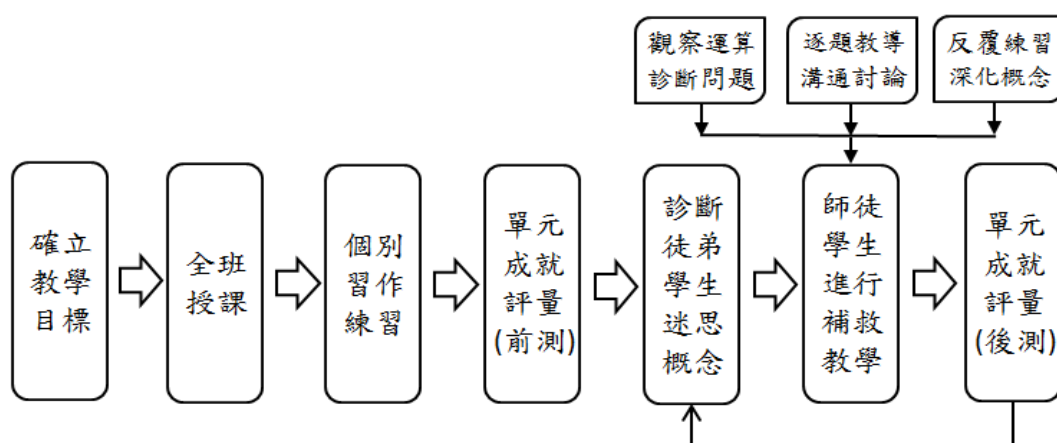 觀察運算
診斷問題
逐題教導
溝通討論
反覆練習
深化概念
確立
教學
目標
全班
授課
個別
習作
練習
單元
成就
評量
(前測)
診斷
徒弟
學生
迷思
概念
師徒
學生
進行
補救
教學
單元
成就
評量
(後測)